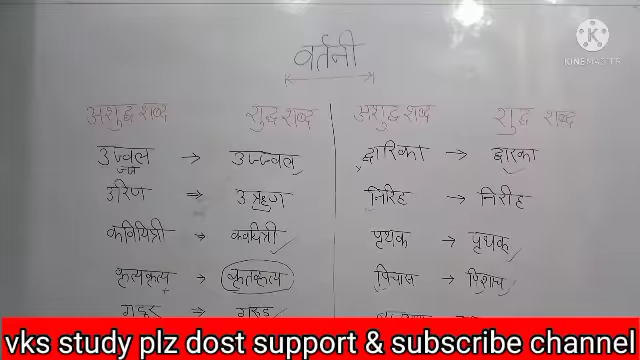 वर्तनी
KINEMASTER
अशुद्ध शब्द शुद्ध शब्द अशुद्ध शब्द शुद्ध शब्द
उज्वल → उज्ज्वल द्वारिका → द्वारका
उरिण → उऋण निरिह → निरीह
कवियित्री → कवयित्री पृथक → पृथक्
कृत्यकृत्य → कृतकृत्य पिचास → पिशाच
vks study plz dost support & subscribe channel